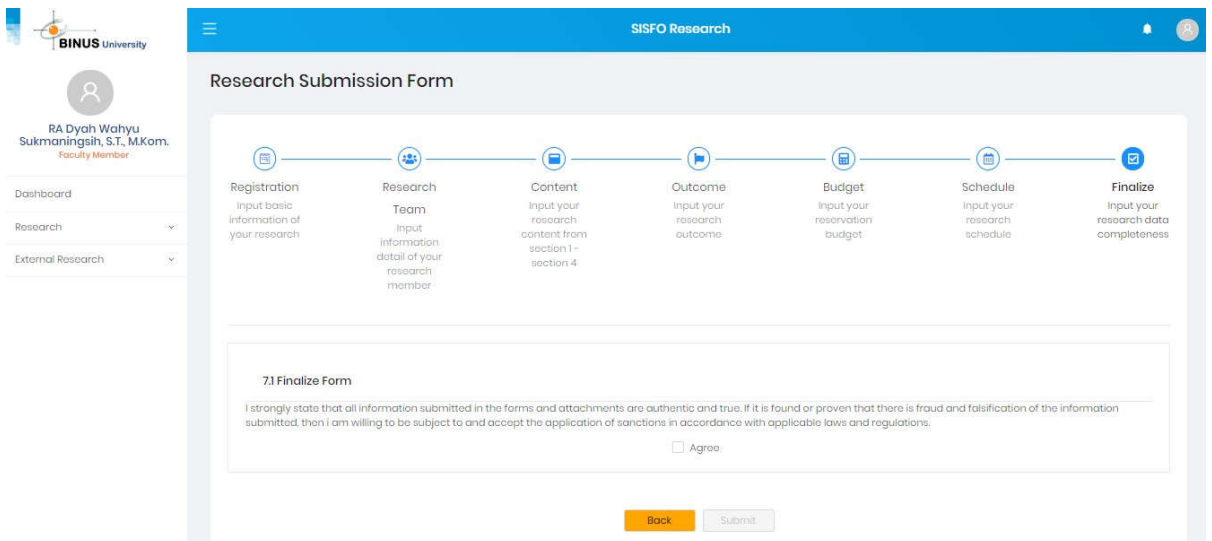 BINUS University
SISFO Research
RA Dyah Wahyu
Sukmaningsih, S.T., M.Kom.
Faculty Member
Dashboard
Research
External Research
Research Submission Form
Registration
Input basic
information of
your research
Research
Team
Input
information
detail of your
research
member
Content
Input your
research
content from
section 1 -
section 4
Outcome
Input your
research
outcome
Budget
Input your
reservation
budget
Schedule
Input your
research
schedule
Finalize
Input your
research data
completeness
7.1 Finalize Form
I strongly state that all information submitted in the forms and attachments are authentic and true. If it is found or proven that there is fraud and falsification of the information
submitted, then i am willing to be subject to and accept the application of sanctions in accordance with applicable laws and regulations.
Agree
Back
Submit